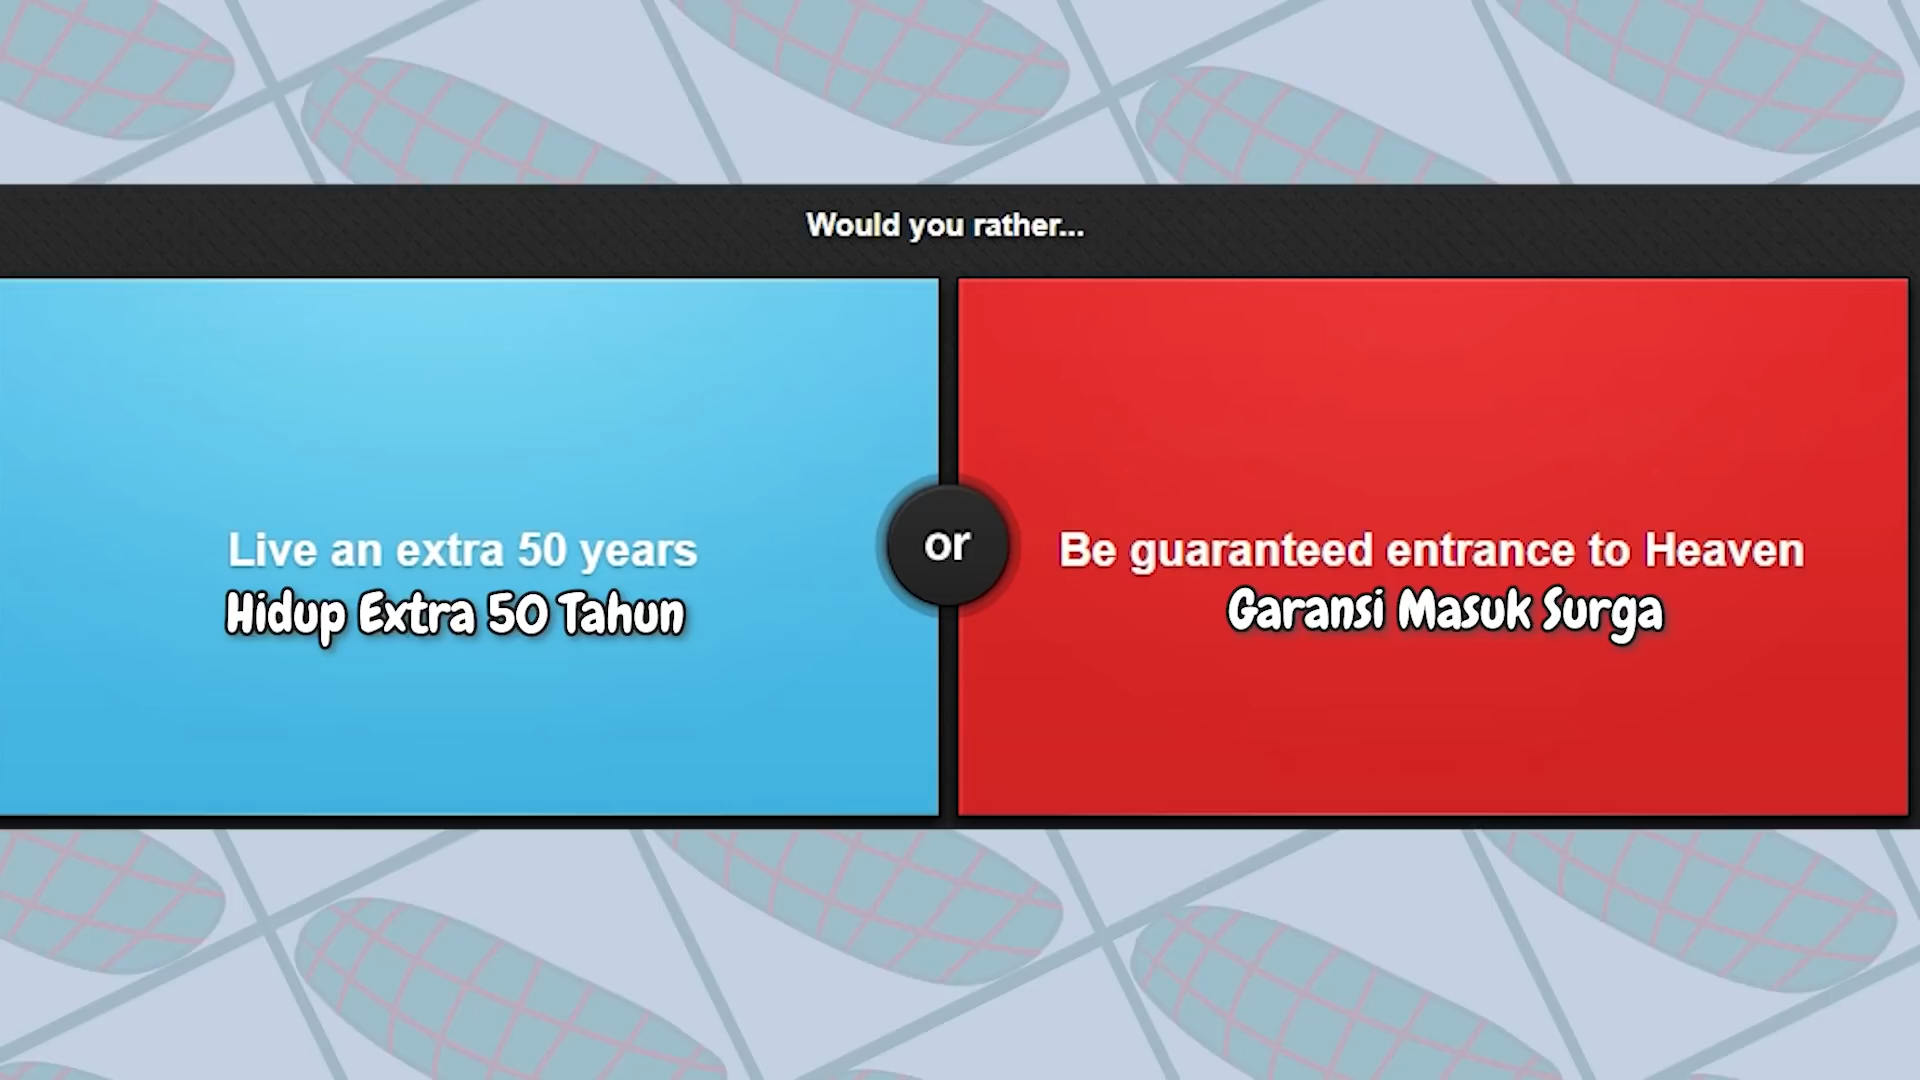 Would you rather...
Live an extra 50 years
Hidup Extra 50 Tahun
or
Be guaranteed entrance to Heaven
Garansi Masuk Surga